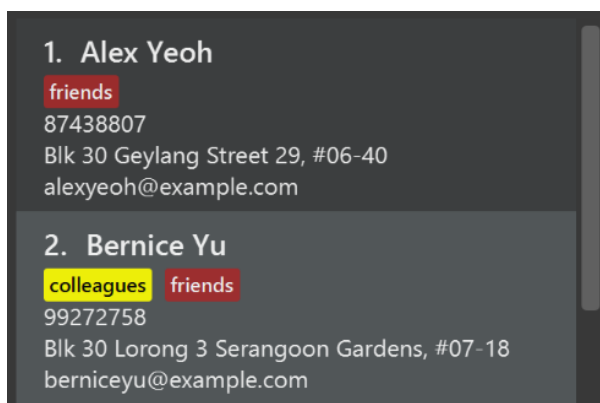 1. Alex Yeoh
friends
87438807
Blk 30 Geylang Street 29, #06-40
alexyeoh@example.com
2. Bernice Yu
colleagues friends
99272758
Blk 30 Lorong 3 Serangoon Gardens, #07-18
berniceyu@example.com